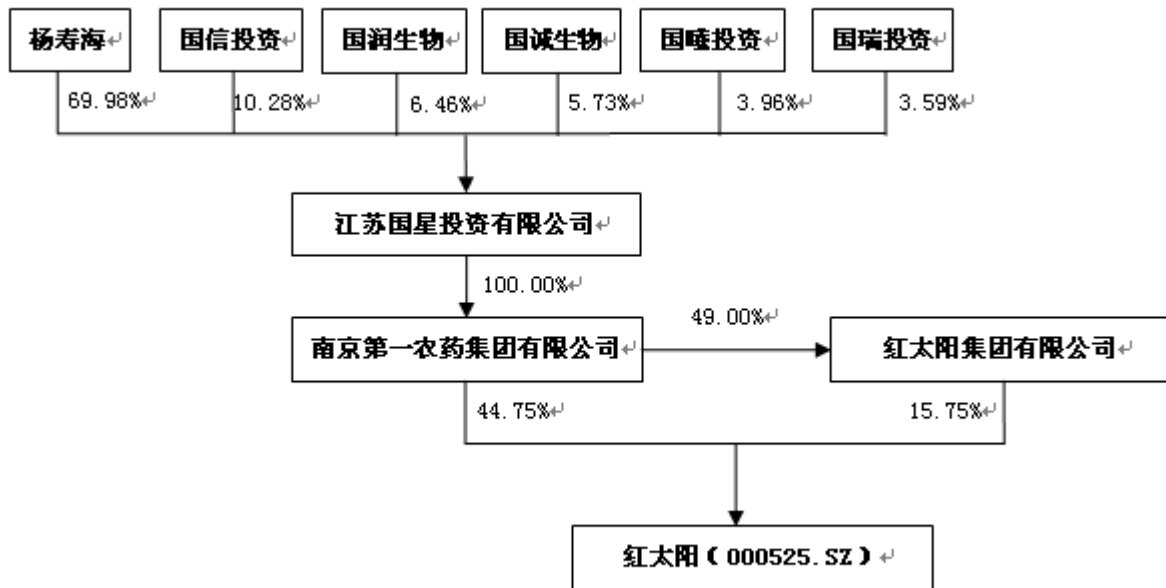 杨寿海
国信投资
国润生物
国诚生物
国曈投资
国瑞投资
69.98%
10.28%
6.46%
5.73%
3.96%
3.59%
江苏国星投资有限公司
100.00%
49.00%
南京第一农药集团有限公司
红太阳集团有限公司
44.75%
15.75%
红太阳（000525.SZ）